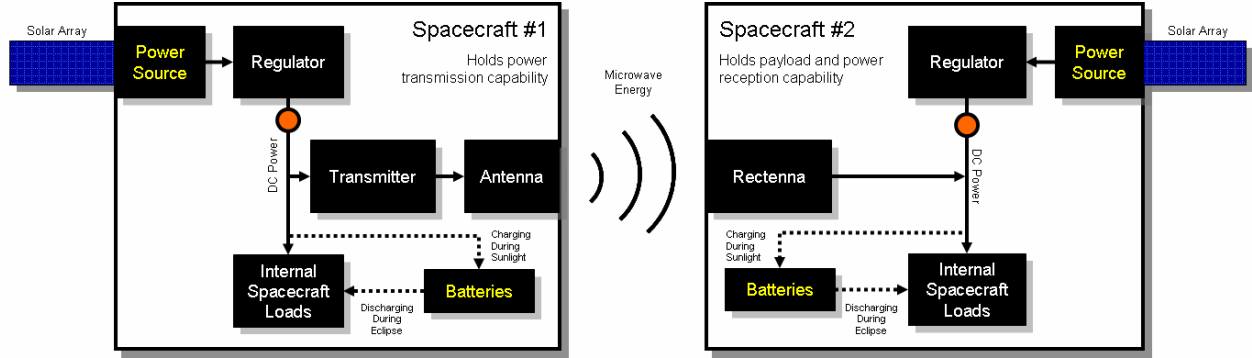 Solar Array
Power
Source
Regulator
Spacecraft #1
Holds power
transmission capability
DC Power
Transmitter
Antenna
Charging
During
Sunlight
Internal
Spacecraft
Loads
Batteries
Discharging
During
Eclipse
Microwave
Energy
Spacecraft #2
Holds payload and power
reception capability
Regulator
Power
Source
Solar Array
Rectenna
DC Power
Charging
During
Sunlight
Batteries
Discharging
During
Eclipse
Internal
Spacecraft
Loads